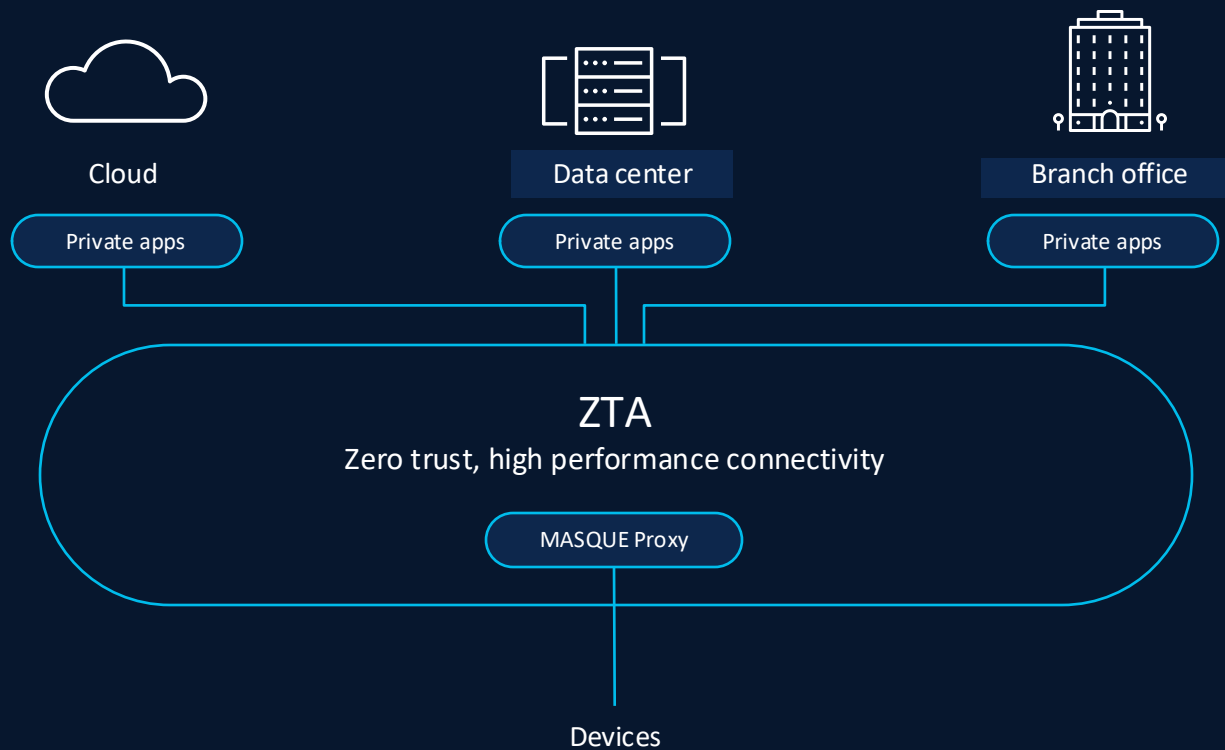 Cloud
Data center
Branch office
Private apps
Private apps
Private apps
ZTA
Zero trust, high performance connectivity
MASQUE Proxy
Devices